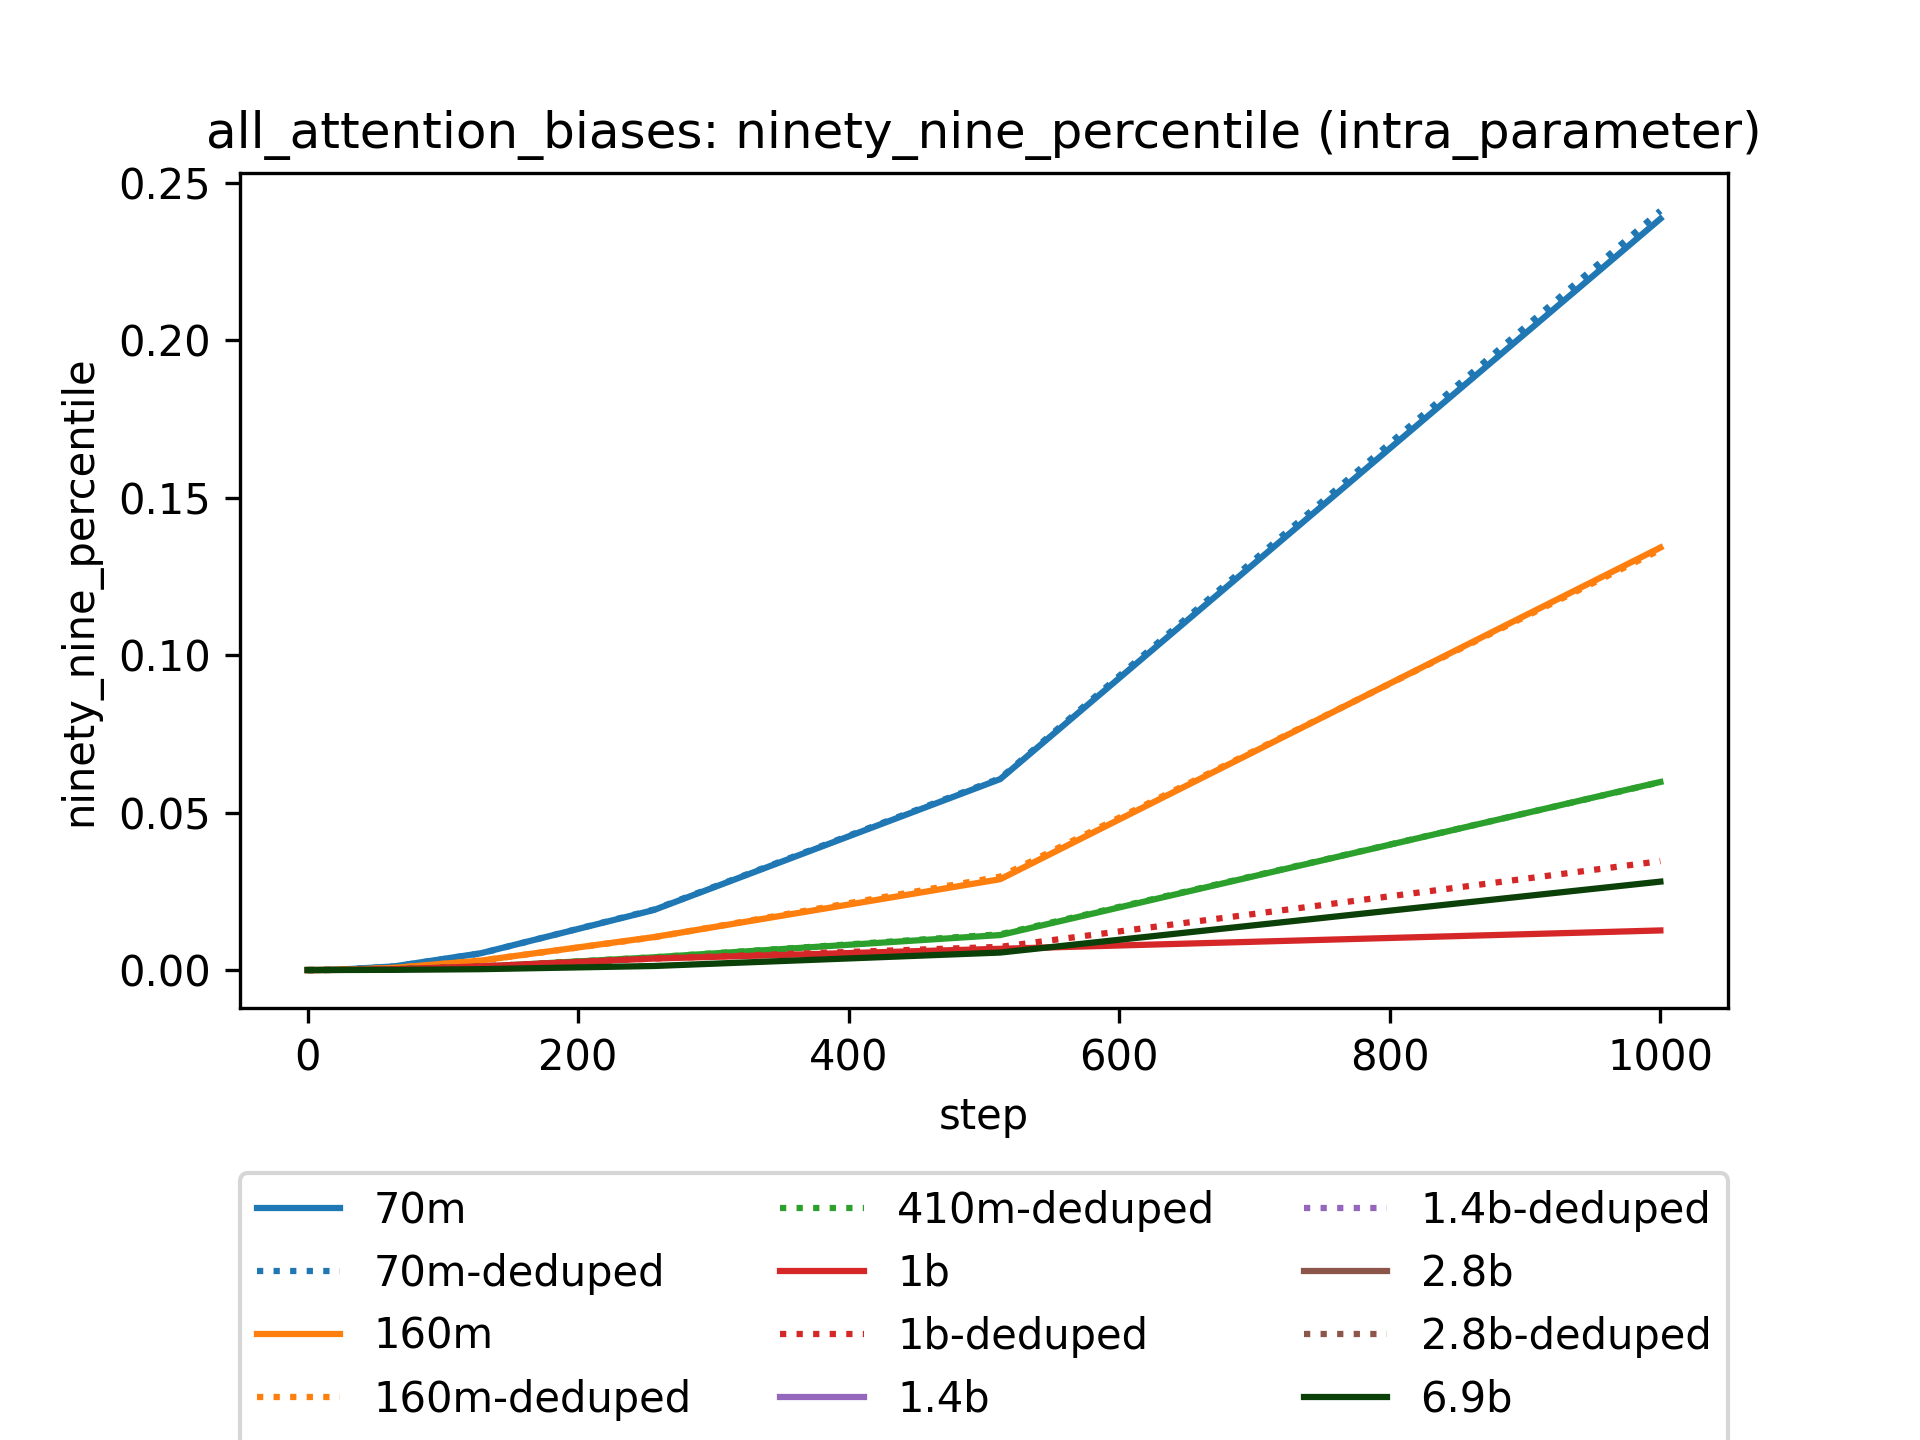 all_attention_biases: ninety_nine_percentile (intra_parameter)
ninety_nine_percentile
0.25
0.20
0.15
0.10
0.05
0.00
0 200 400 600 800 1000
step
70m
70m-deduped
160m
160m-deduped
410m-deduped
1b
1b-deduped
1.4b
1.4b-deduped
2.8b
2.8b-deduped
6.9b